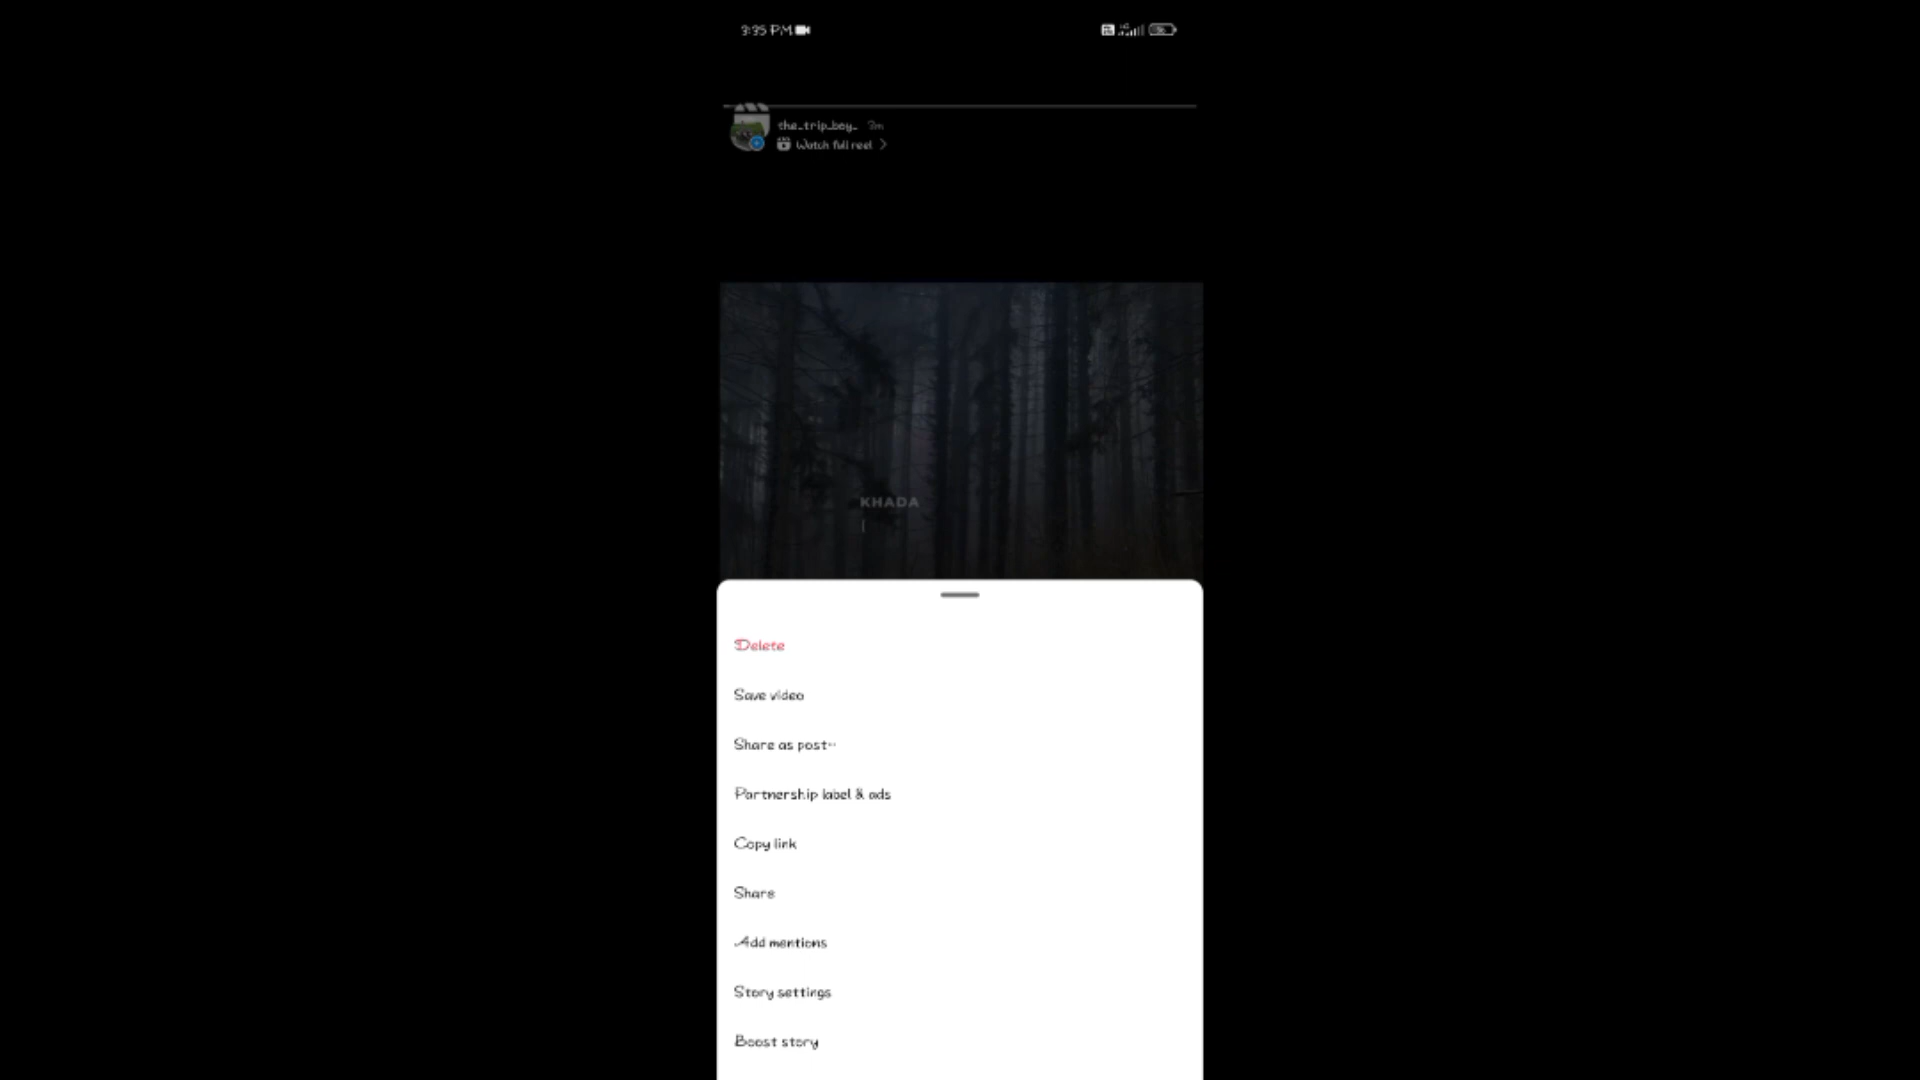 3:35 PM
the_trip_boy_ 3m
Watch full reel >
KHADA
Delete
Save video
Share as post...
Partnership label & ads
Copy link
Share
Add mentions
Story settings
Boost story